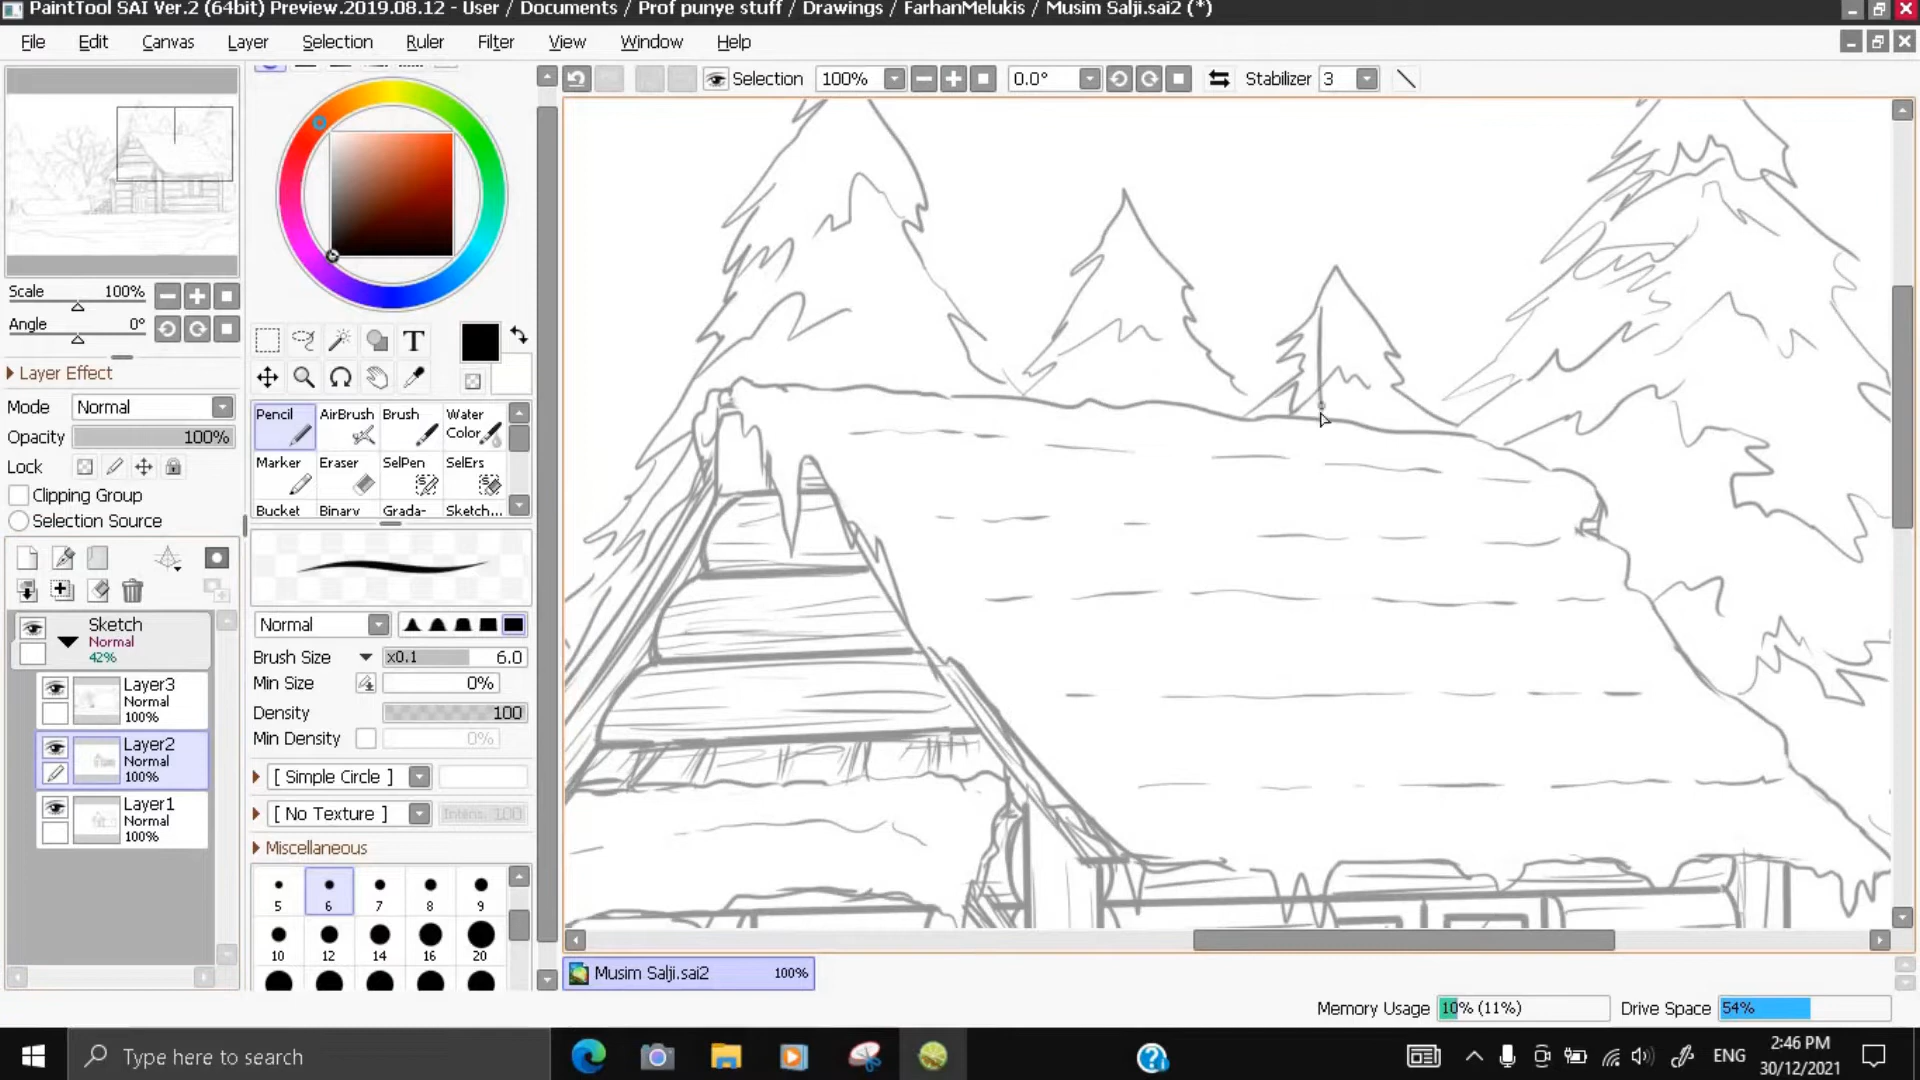 PaintTool SAI Ver.2 (64bit) Preview.2019.08.12 - User / Documents / Prof punye stuff / Drawings / FarhanMelukis / Musim Salji.sai2 (*)
File Edit Canvas Layer Selection Ruler Filter View Window Help
Selection 100% 0.0° Stabilizer 3
Scale 100%
Angle 0°
Layer Effect
Mode Normal
Opacity 100%
Lock
Clipping Group
Selection Source
Sketch
Normal
42%
Layer3
Normal
100%
Layer2
Normal
100%
Layer1
Normal
100%
T
Pencil AirBrush Brush Water Color
Marker Eraser SelPen SelErs
Bucket Binary Grada- Sketch...
Normal
Brush Size x0.1 6.0
Min Size 0%
Density 100
Min Density 0%
[ Simple Circle ]
[ No Texture ] Intens. 100
Miscellaneous
5 6 7 8 9
10 12 14 16 20
Musim Salji.sai2 100%
Memory Usage 10% (11%) Drive Space 54%
Type here to search
ENG
2:46 PM
30/12/2021